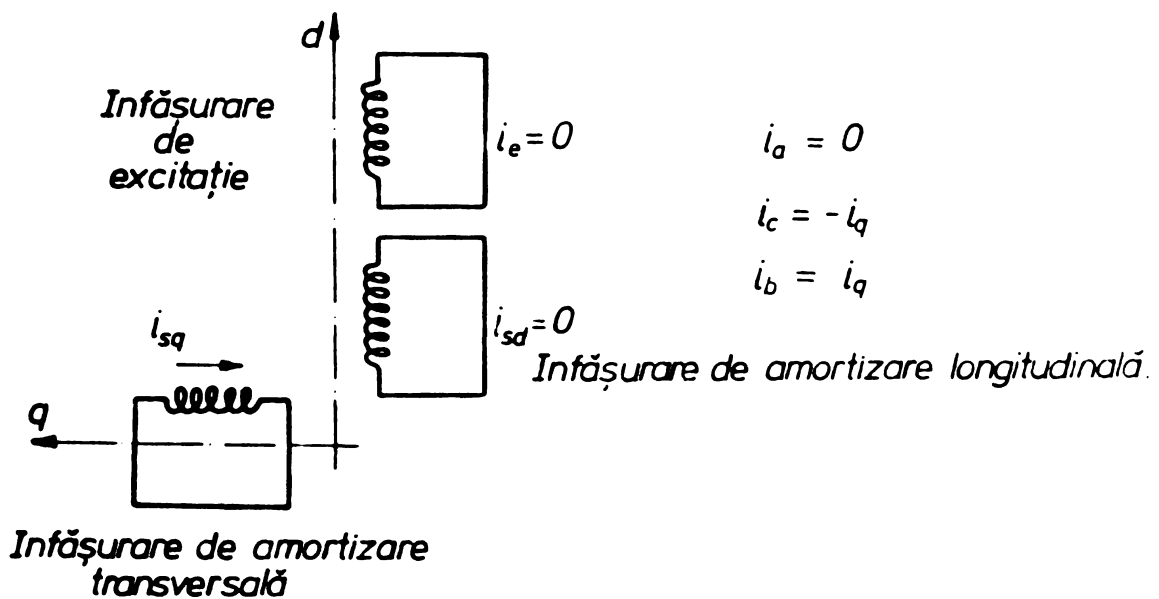 d
Infășurare
de
excitație
i_e = 0
i_a = 0
i_c = - i_q
i_b = i_q
i_sq
i_sd = 0
Infășurare de amortizare longitudinală.
q
Infășurare de amortizare
transversală